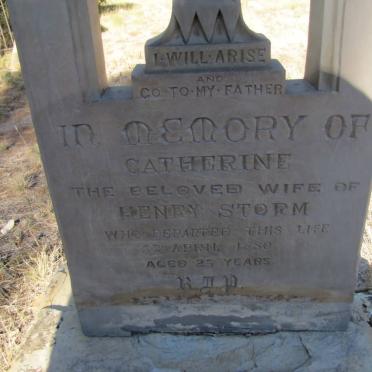 I · WILL · ARISE
AND
GO · TO · MY · FATHER
IN MEMORY OF
CATHERINE
THE BELOVED WIFE OF
HENRY STORM
WHO DEPARTED THIS LIFE
APRIL
AGED 25 YEARS
R.I.P.